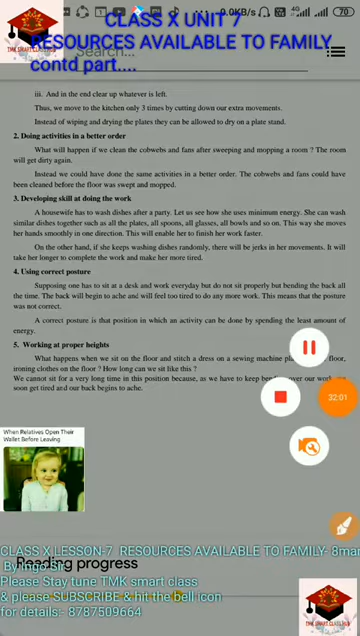 CLASS X UNIT 7
0.0KB/s 4G 70
RESOURCES AVAILABLE TO FAMILY
Search...
contd part....
TMK SMART CLASS
iii. And in the end clear up whatever is left.
Thus, we move to the kitchen only 3 times by cutting down our extra movements.
Instead of wiping and drying the plates they can be allowed to dry on a plate stand.
2. Doing activities in a better order
What will happen if we clean the cobwebs and fans after sweeping and mopping a room ? The room
will get dirty again.
Instead we could have done the same activities in a better order. The cobwebs and fans could have
been cleaned before the floor was swept and mopped.
3. Developing skill at doing the work
A housewife has to wash dishes after a party. Let us see how she uses minimum energy. She can wash
similar dishes together such as all the plates, all spoons, all glasses, all bowls and so on. This way she moves
her hands smoothly in one direction. This will enable her to finish her work faster.
On the other hand, if she keeps washing dishes randomly, there will be jerks in her movements. It will
take her longer to complete the work and make her more tired.
4. Using correct posture
Supposing one has to sit at a desk and work everyday but do not sit properly but bending the back all
the time. The back will begin to ache and will feel too tired to do any more work. This means that the posture
was not correct.
A correct posture is that position in which an activity can be done by spending the least amount of
energy.
5. Working at proper heights
What happens when we sit on the floor and stitch a dress on a sewing machine floor,
ironing clothes on the floor ? How long can we sit like this ?
We cannot sit for a very long time in this position because, as we have to keep over our
soon get tired and our back begins to ache.
32:01
When Relatives Open Their
Wallet Before Leaving
CLASS X LESSON-7 RESOURCES AVAILABLE TO FAMILY- 8mar
Reading progress
By Ingo Sir
Please Stay tune TMK smart class
& please SUBSCRIBE & hit the bell icon
for details:- 8787509664